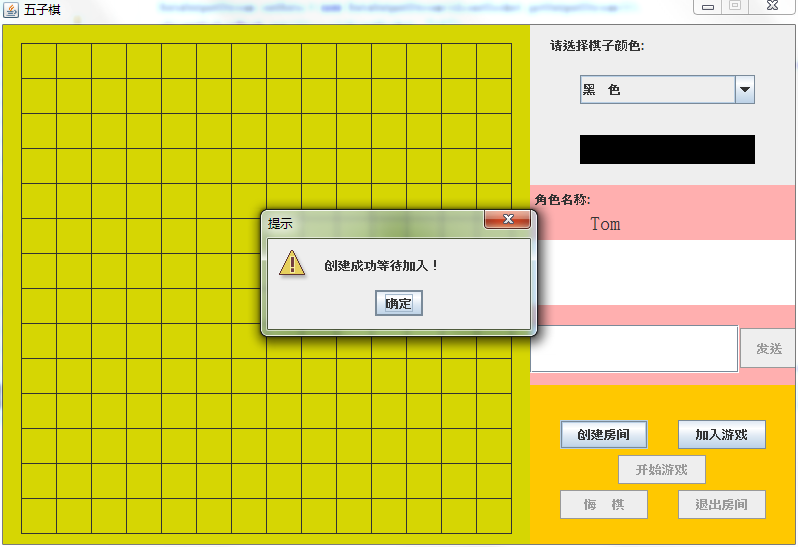 五子棋
请选择棋子颜色:
黑 色
角色名称:
Tom
提示
创建成功等待加入！
确定
发送
创建房间
加入游戏
开始游戏
悔 棋
退出房间